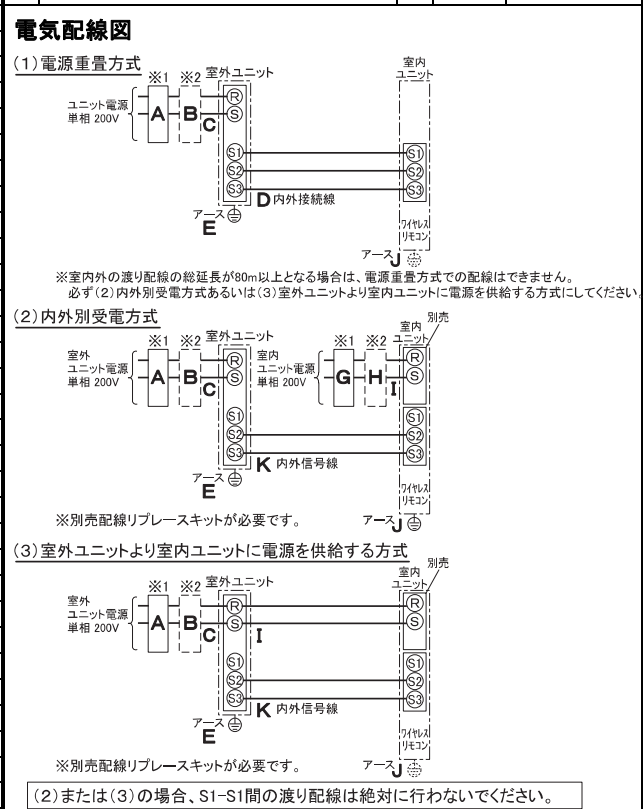 電気配線図
(1)電源重畳方式
※1 ※2 室外ユニット 室内
ユニット
ユニット電源
単相 200V
A B C R S
S1 S1
S2 S2
S3 S3
D 内外接続線
アース
E
ワイヤレス
リモコン
アース J
※室内外の渡り配線の総延長が80m以上となる場合は、電源重畳方式での配線はできません。
必ず(2)内外別受電方式あるいは(3)室外ユニットより室内ユニットに電源を供給する方式にしてください。
(2)内外別受電方式
※1 ※2 室外ユニット ※1 ※2 室内
ユニット 別売
室外
ユニット電源
単相 200V
A B C R S
室内
ユニット電源
単相 200V
G H I R S
S1 S1
S2 S2
S3 S3
K 内外信号線
アース
E
ワイヤレス
リモコン
※別売配線リプレースキットが必要です。
アース J
(3)室外ユニットより室内ユニットに電源を供給する方式
※1 ※2 室外ユニット 室内
ユニット 別売
室外
ユニット電源
単相 200V
A B C R S I R S
S1 S1
S2 S2
S3 S3
K 内外信号線
アース
E
ワイヤレス
リモコン
※別売配線リプレースキットが必要です。
アース J
(2)または(3)の場合、S1-S1間の渡り配線は絶対に行わないでください。